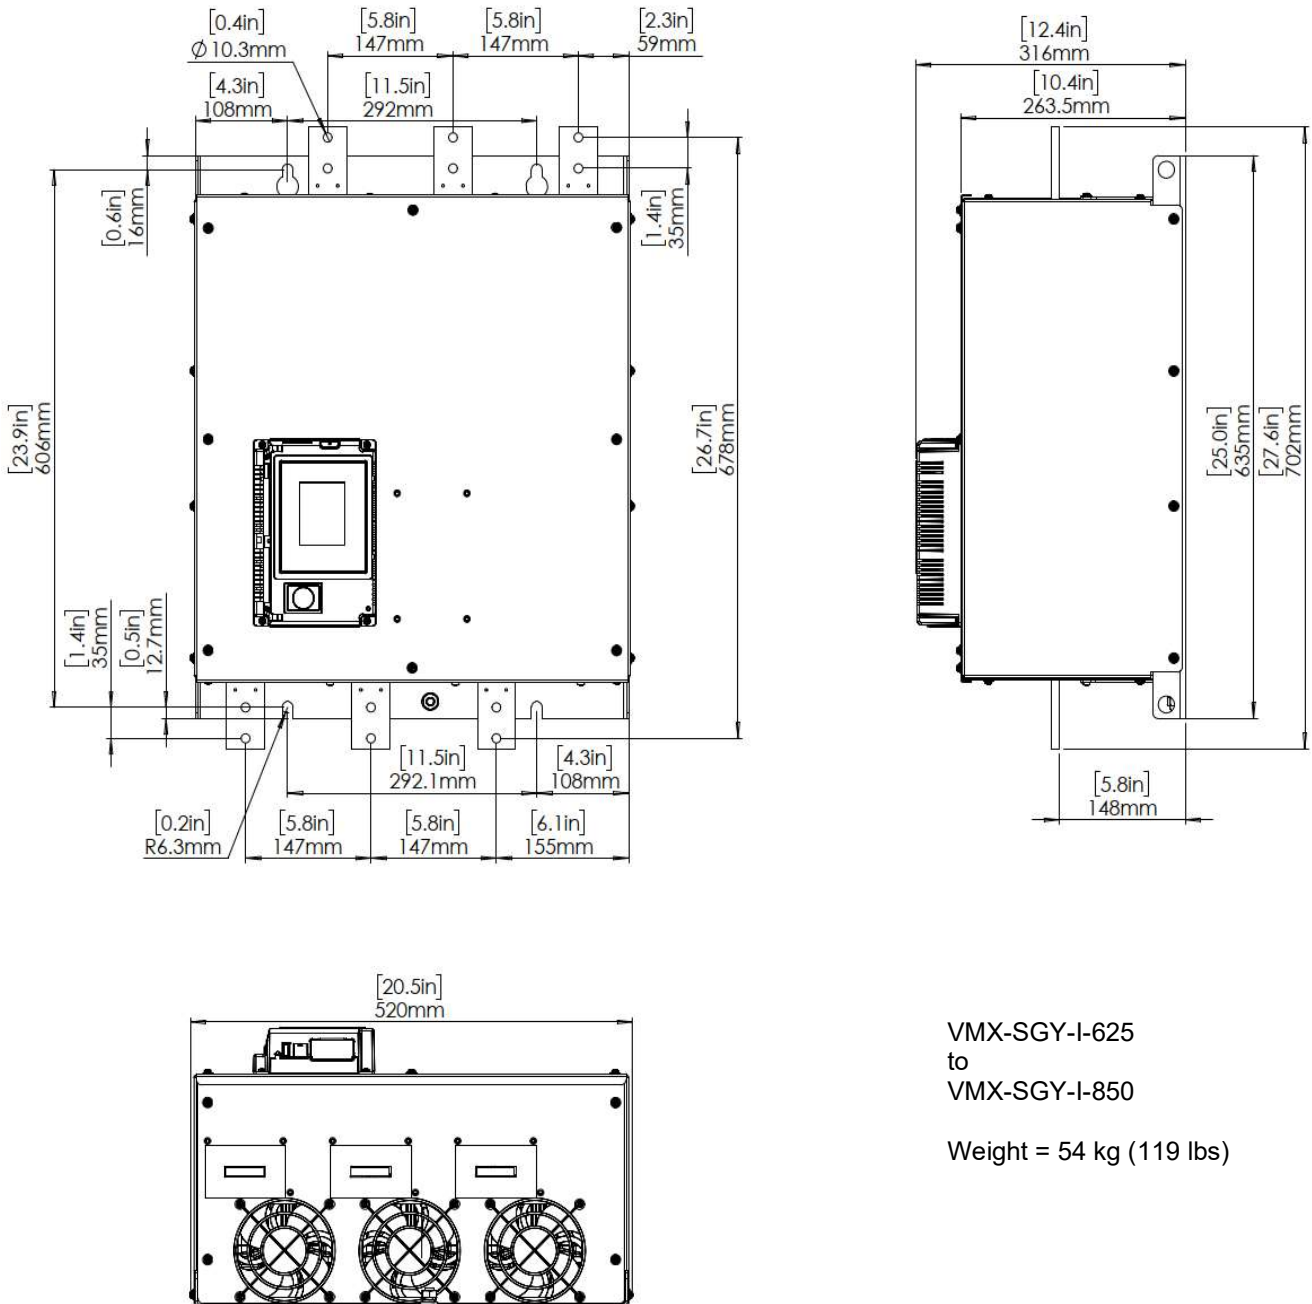 [0.4in]
Ø 10.3mm
[5.8in]
147mm
[5.8in]
147mm
[2.3in]
59mm
[4.3in]
108mm
[11.5in]
292mm
[0.6in]
16mm
[1.4in]
35mm
[23.9in]
606mm
[26.7in]
678mm
[1.4in]
35mm
[0.5in]
12.7mm
[11.5in]
292.1mm
[4.3in]
108mm
[0.2in]
R6.3mm
[5.8in]
147mm
[5.8in]
147mm
[6.1in]
155mm
[12.4in]
316mm
[10.4in]
263.5mm
[25.0in]
635mm
[27.6in]
702mm
[5.8in]
148mm
[20.5in]
520mm
VMX-SGY-I-625
to
VMX-SGY-I-850
Weight = 54 kg (119 lbs)